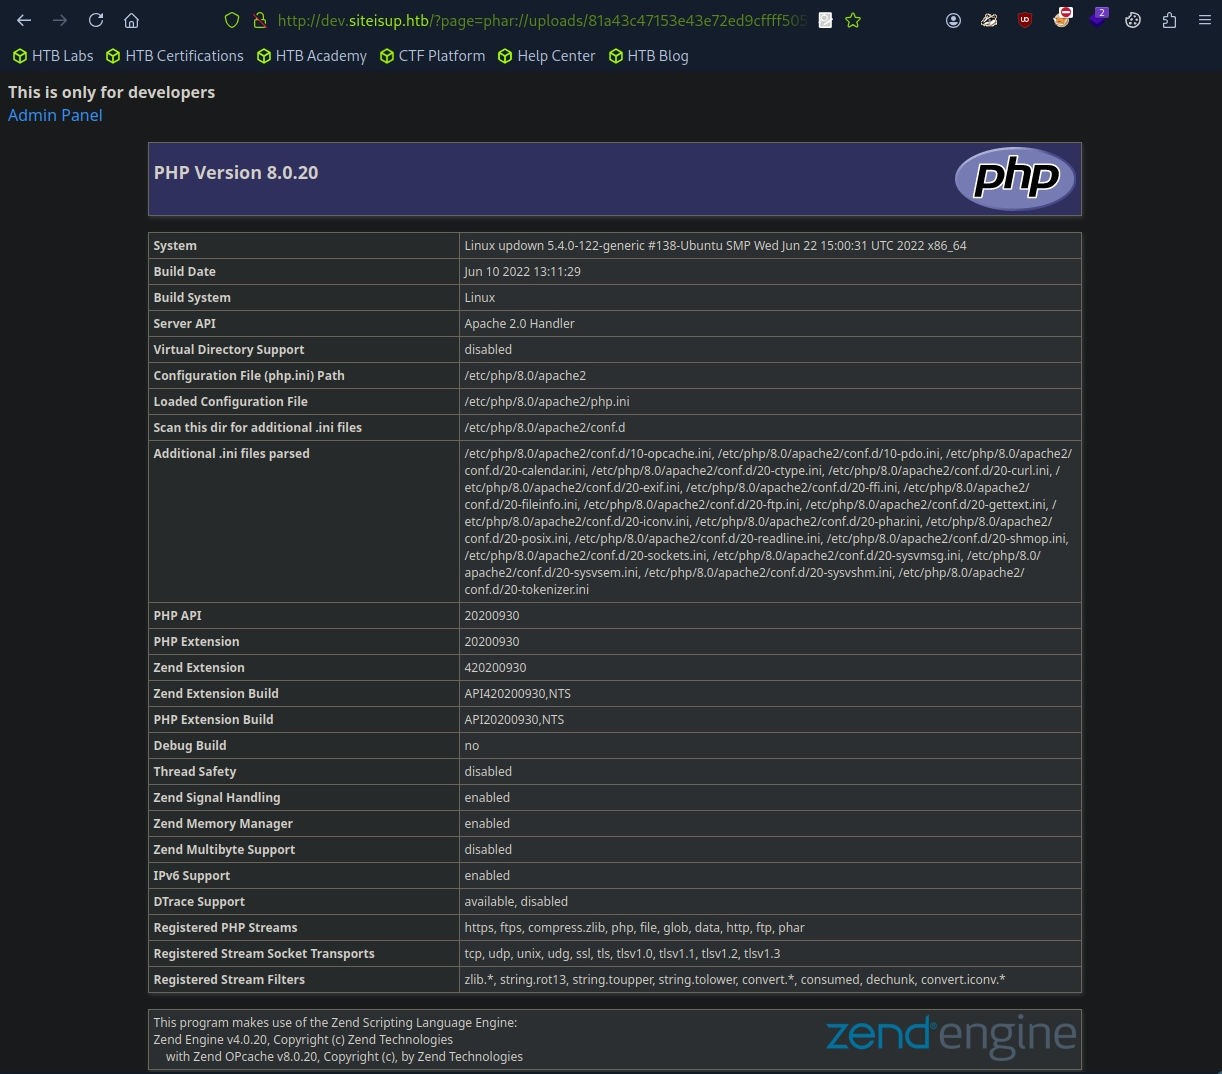 http://dev.siteisup.htb/?page=phar://uploads/81a43c47153e43e72ed9cffff505
2
HTB Labs HTB Certifications HTB Academy CTF Platform Help Center HTB Blog
This is only for developers
Admin Panel
PHP Version 8.0.20
php
System Linux updown 5.4.0-122-generic #138-Ubuntu SMP Wed Jun 22 15:00:31 UTC 2022 x86_64
Build Date Jun 10 2022 13:11:29
Build System Linux
Server API Apache 2.0 Handler
Virtual Directory Support disabled
Configuration File (php.ini) Path /etc/php/8.0/apache2
Loaded Configuration File /etc/php/8.0/apache2/php.ini
Scan this dir for additional .ini files /etc/php/8.0/apache2/conf.d
Additional .ini files parsed /etc/php/8.0/apache2/conf.d/10-opcache.ini, /etc/php/8.0/apache2/conf.d/10-pdo.ini, /etc/php/8.0/apache2/
conf.d/20-calendar.ini, /etc/php/8.0/apache2/conf.d/20-ctype.ini, /etc/php/8.0/apache2/conf.d/20-curl.ini, /
etc/php/8.0/apache2/conf.d/20-exif.ini, /etc/php/8.0/apache2/conf.d/20-ffi.ini, /etc/php/8.0/apache2/
conf.d/20-fileinfo.ini, /etc/php/8.0/apache2/conf.d/20-ftp.ini, /etc/php/8.0/apache2/conf.d/20-gettext.ini, /
etc/php/8.0/apache2/conf.d/20-iconv.ini, /etc/php/8.0/apache2/conf.d/20-phar.ini, /etc/php/8.0/apache2/
conf.d/20-posix.ini, /etc/php/8.0/apache2/conf.d/20-readline.ini, /etc/php/8.0/apache2/conf.d/20-shmop.ini,
/etc/php/8.0/apache2/conf.d/20-sockets.ini, /etc/php/8.0/apache2/conf.d/20-sysvmsg.ini, /etc/php/8.0/
apache2/conf.d/20-sysvsem.ini, /etc/php/8.0/apache2/conf.d/20-sysvshm.ini, /etc/php/8.0/apache2/
conf.d/20-tokenizer.ini
PHP API 20200930
PHP Extension 20200930
Zend Extension 420200930
Zend Extension Build API420200930,NTS
PHP Extension Build API20200930,NTS
Debug Build no
Thread Safety disabled
Zend Signal Handling enabled
Zend Memory Manager enabled
Zend Multibyte Support disabled
IPv6 Support enabled
DTrace Support available, disabled
Registered PHP Streams https, ftps, compress.zlib, php, file, glob, data, http, ftp, phar
Registered Stream Socket Transports tcp, udp, unix, udg, ssl, tls, tlsv1.0, tlsv1.1, tlsv1.2, tlsv1.3
Registered Stream Filters zlib.*, string.rot13, string.toupper, string.tolower, convert.*, consumed, dechunk, convert.iconv.*
This program makes use of the Zend Scripting Language Engine:
Zend Engine v4.0.20, Copyright (c) Zend Technologies
with Zend OPcache v8.0.20, Copyright (c), by Zend Technologies
zend® engine